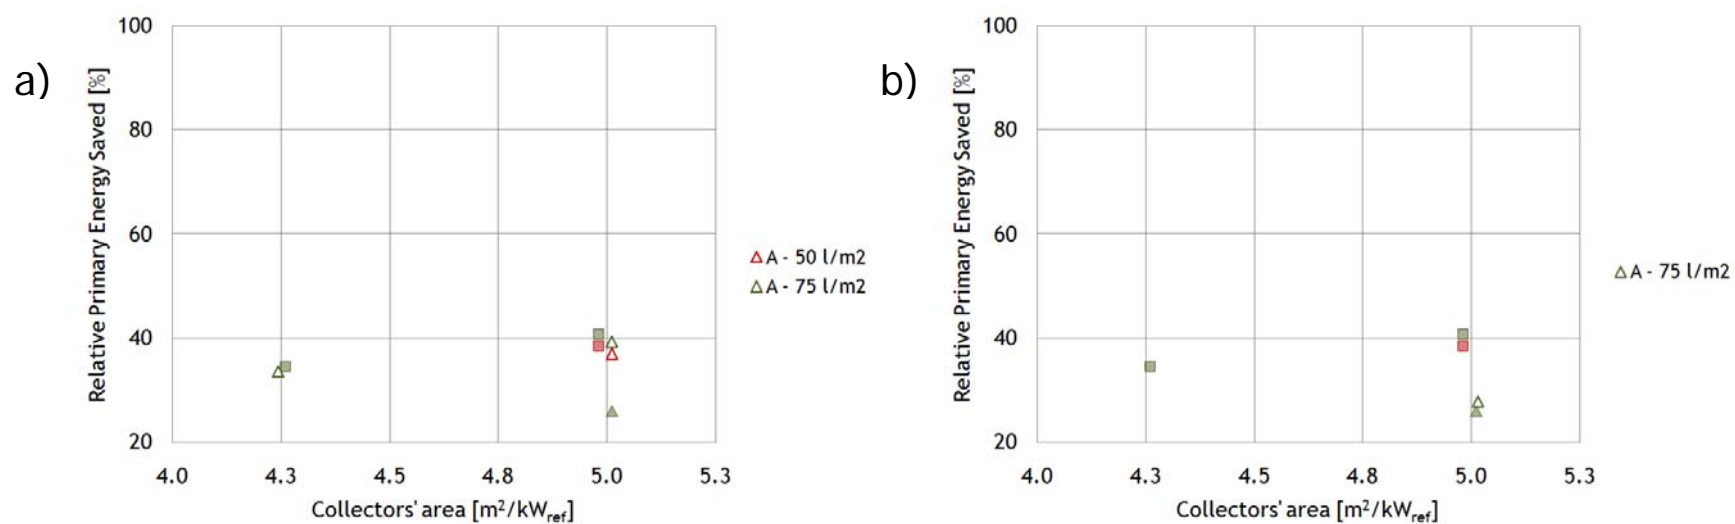 a)
Relative Primary Energy Saved [%]
100
80
60
40
20
4.0 4.3 4.5 4.8 5.0 5.3
Collectors' area [m²/kWref]
A - 50 l/m2
A - 75 l/m2
b)
Relative Primary Energy Saved [%]
100
80
60
40
20
4.0 4.3 4.5 4.8 5.0 5.3
Collectors' area [m²/kWref]
A - 75 l/m2